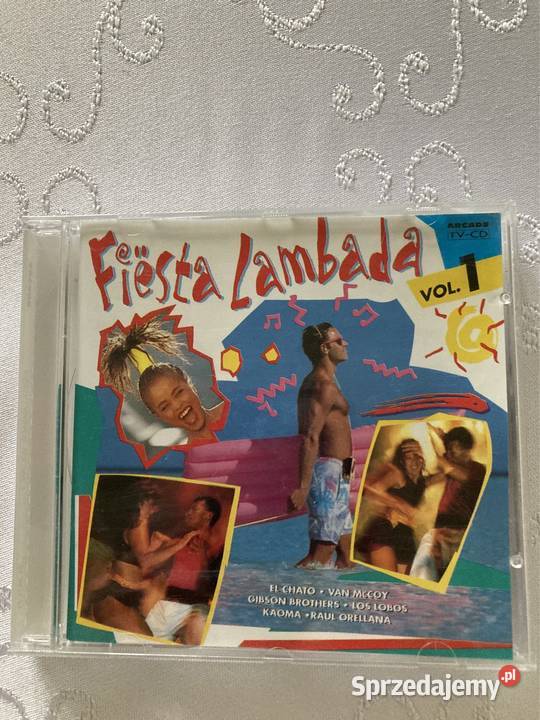 ARCADE
TV-CD
Fiësta Lambada
VOL. 1
EL CHATO • VAN McCOY
GIBSON BROTHERS • LOS LOBOS
KAOMA • RAUL ORELLANA
Sprzedajemy.pl